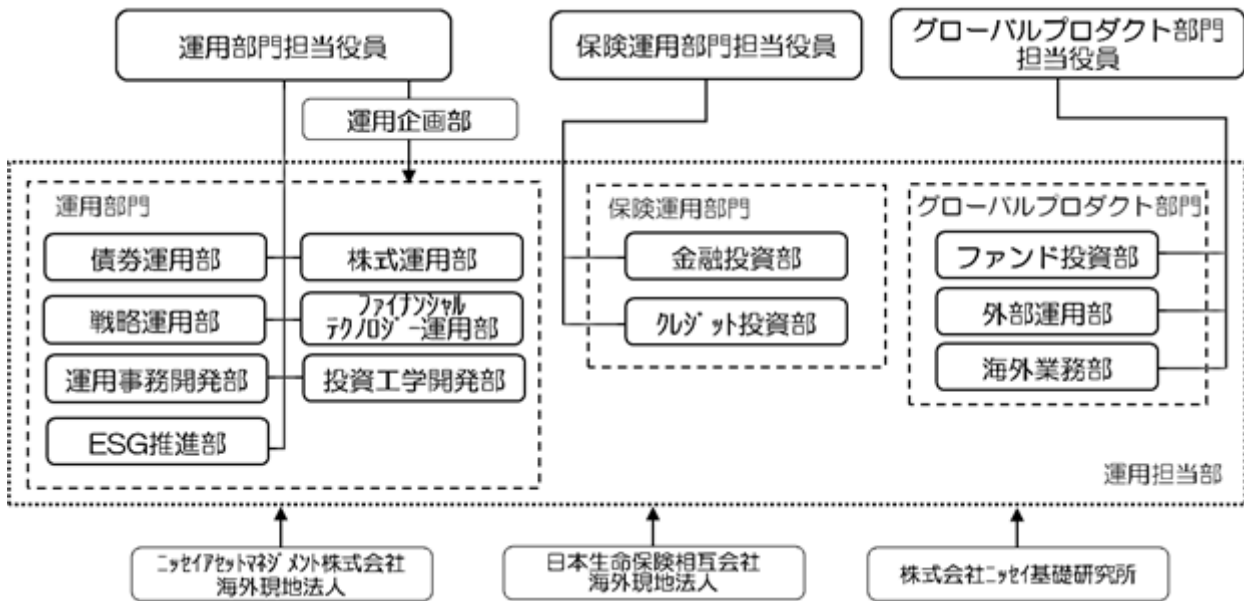 運用部門担当役員
保険運用部門担当役員
グローバルプロダクト部門
担当役員
運用企画部
運用部門
債券運用部
株式運用部
戦略運用部
ファイナンシャル
テクノロジー運用部
運用事務開発部
投資工学開発部
ESG推進部
保険運用部門
金融投資部
クレジット投資部
グローバルプロダクト部門
ファンド投資部
外部運用部
海外業務部
運用担当部
ニッセイアセットマネジメント株式会社
海外現地法人
日本生命保険相互会社
海外現地法人
株式会社ニッセイ基礎研究所